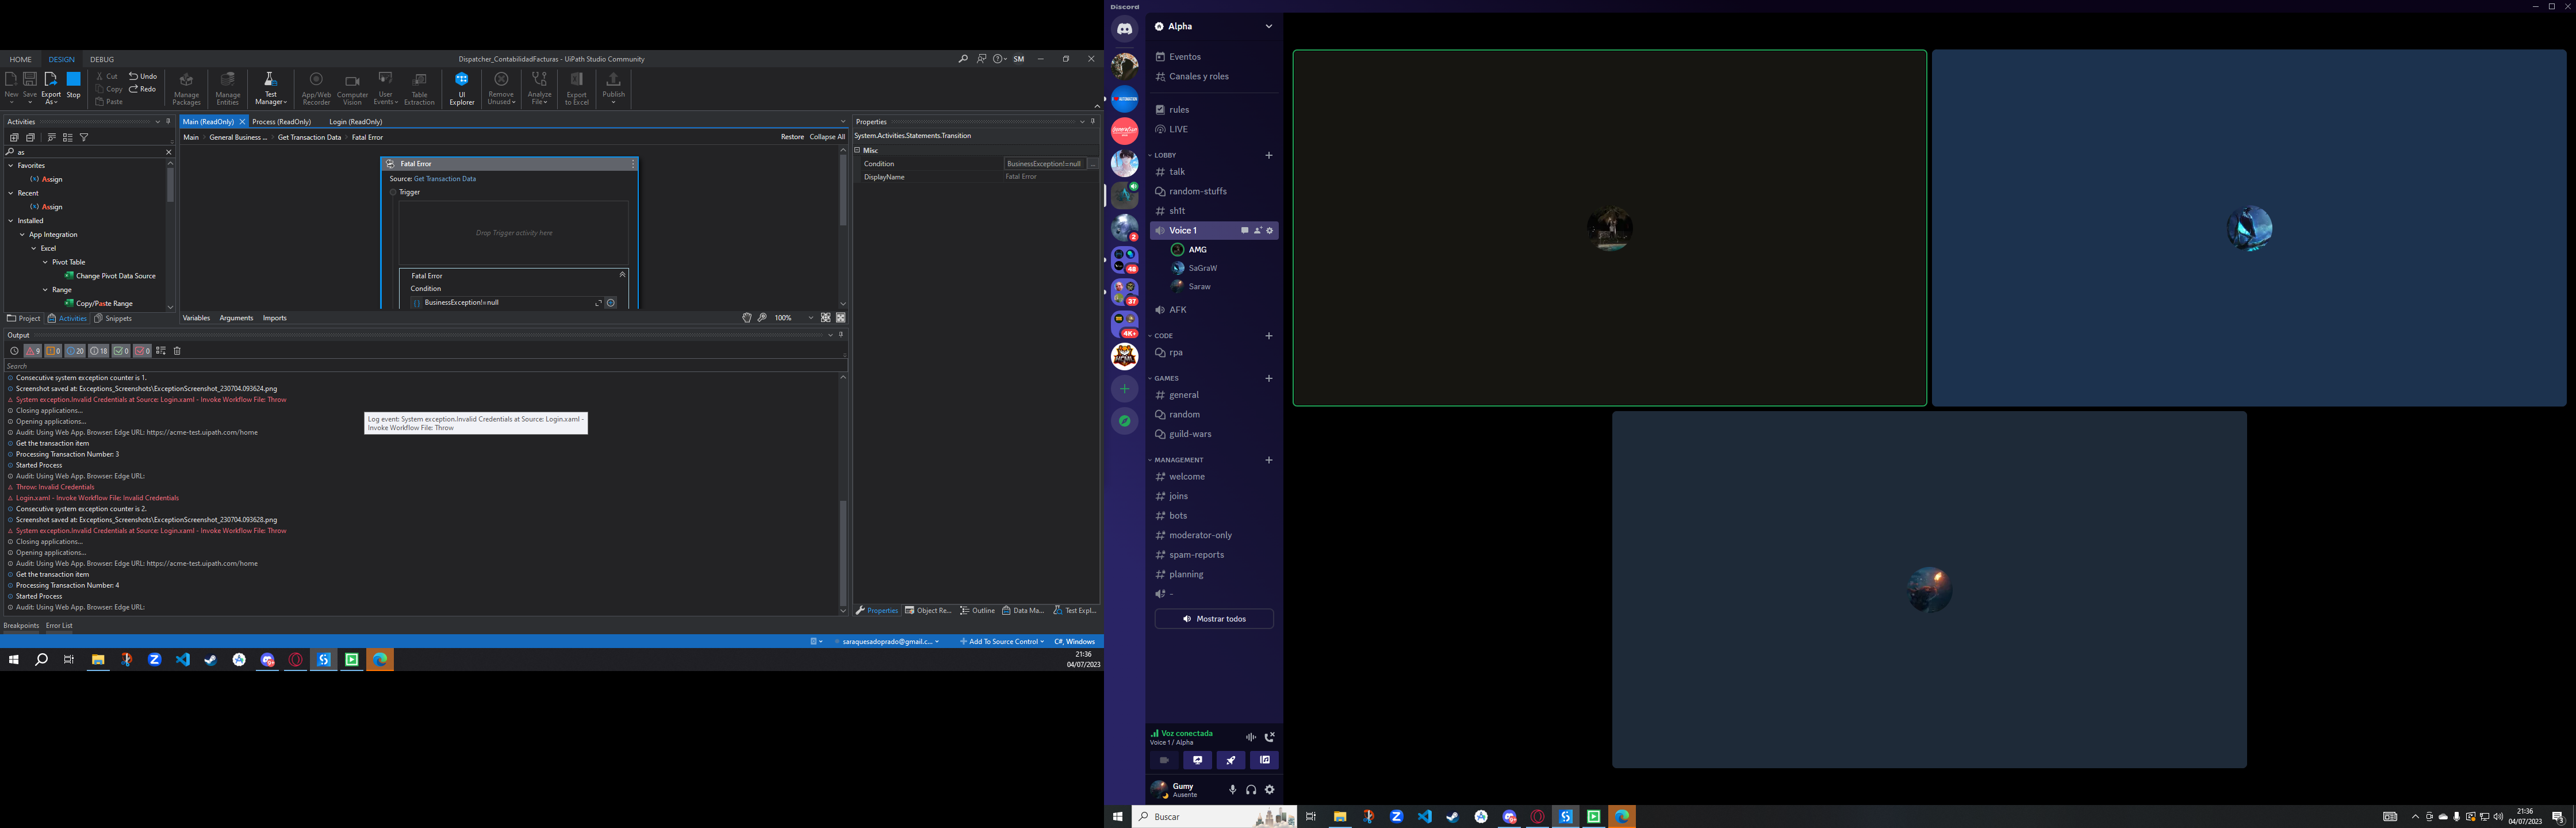 HOME DESIGN DEBUG
Dispatcher_ContabilidadFacturas - UiPath Studio Community
SM
New
Save
Export As
Stop
Cut
Copy
Paste
Undo
Redo
Manage Packages
Manage Entities
Test Manager
App/Web Recorder
Computer Vision
User Events
Table Extraction
UI Explorer
Remove Unused
Analyze File
Export to Excel
Publish
Activities
as
Favorites
Assign
Recent
Assign
Installed
App Integration
Excel
Pivot Table
Change Pivot Data Source
Range
Copy/Paste Range
Project Activities Snippets
Main (ReadOnly) Process (ReadOnly) Login (ReadOnly)
Main > General Business ... > Get Transaction Data > Fatal Error
Restore Collapse All
Fatal Error
Source: Get Transaction Data
Trigger
Drop Trigger activity here
Fatal Error
Condition
BusinessException!=null
Variables Arguments Imports
100%
Properties
System.Activities.Statements.Transition
Misc
Condition BusinessException!=null ...
DisplayName Fatal Error
Properties Object Re... Outline Data Ma... Test Expl...
Output
9 0 20 18 0 0
Search
Consecutive system exception counter is 1.
Screenshot saved at: Exceptions_Screenshots\ExceptionScreenshot_230704.093624.png
System exception.Invalid Credentials at Source: Login.xaml - Invoke Workflow File: Throw
Closing applications...
Opening applications...
Audit: Using Web App. Browser: Edge URL: https://acme-test.uipath.com/home
Get the transaction item
Processing Transaction Number: 3
Started Process
Audit: Using Web App. Browser: Edge URL:
Throw: Invalid Credentials
Login.xaml - Invoke Workflow File: Invalid Credentials
Consecutive system exception counter is 2.
Screenshot saved at: Exceptions_Screenshots\ExceptionScreenshot_230704.093628.png
System exception.Invalid Credentials at Source: Login.xaml - Invoke Workflow File: Throw
Closing applications...
Opening applications...
Audit: Using Web App. Browser: Edge URL: https://acme-test.uipath.com/home
Get the transaction item
Processing Transaction Number: 4
Started Process
Audit: Using Web App. Browser: Edge URL:
Log event: System exception.Invalid Credentials at Source: Login.xaml -
Invoke Workflow File: Throw
Breakpoints Error List
saraquesadoprado@gmail.c...
Add To Source Control
C#, Windows
21:36
04/07/2023
Discord
Alpha
Eventos
Canales y roles
rules
LIVE
LOBBY
talk
random-stuffs
sh1t
Voice 1
AMG
SaGraW
Saraw
AFK
CODE
rpa
GAMES
general
random
guild-wars
MANAGEMENT
welcome
joins
bots
moderator-only
spam-reports
planning
-
Mostrar todos
2
48
37
4K+
Voz conectada
Voice 1 / Alpha
Gumy
Ausente
Buscar
21:36
04/07/2023